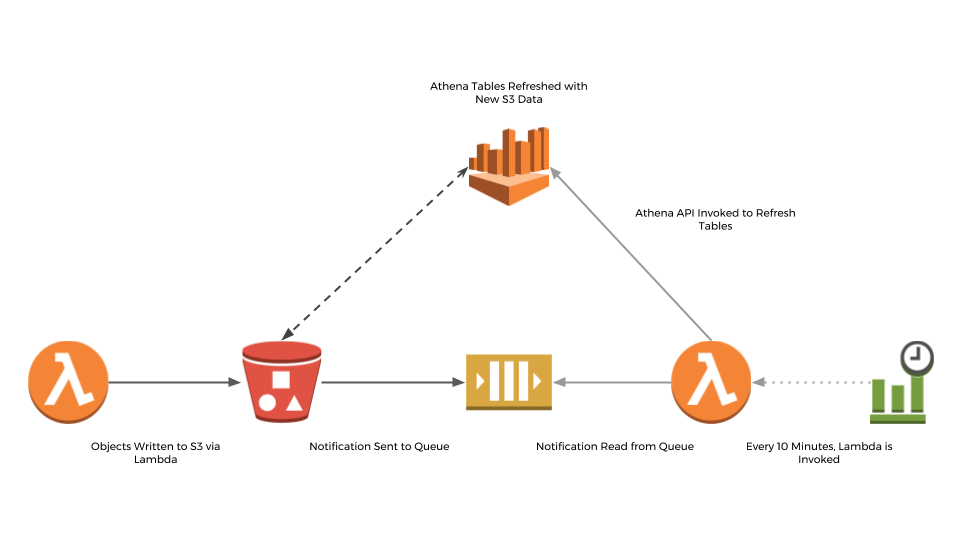 Athena Tables Refreshed with
New S3 Data
Athena API Invoked to Refresh
Tables
Objects Written to S3 via
Lambda
Notification Sent to Queue
Notification Read from Queue
Every 10 Minutes, Lambda is
Invoked